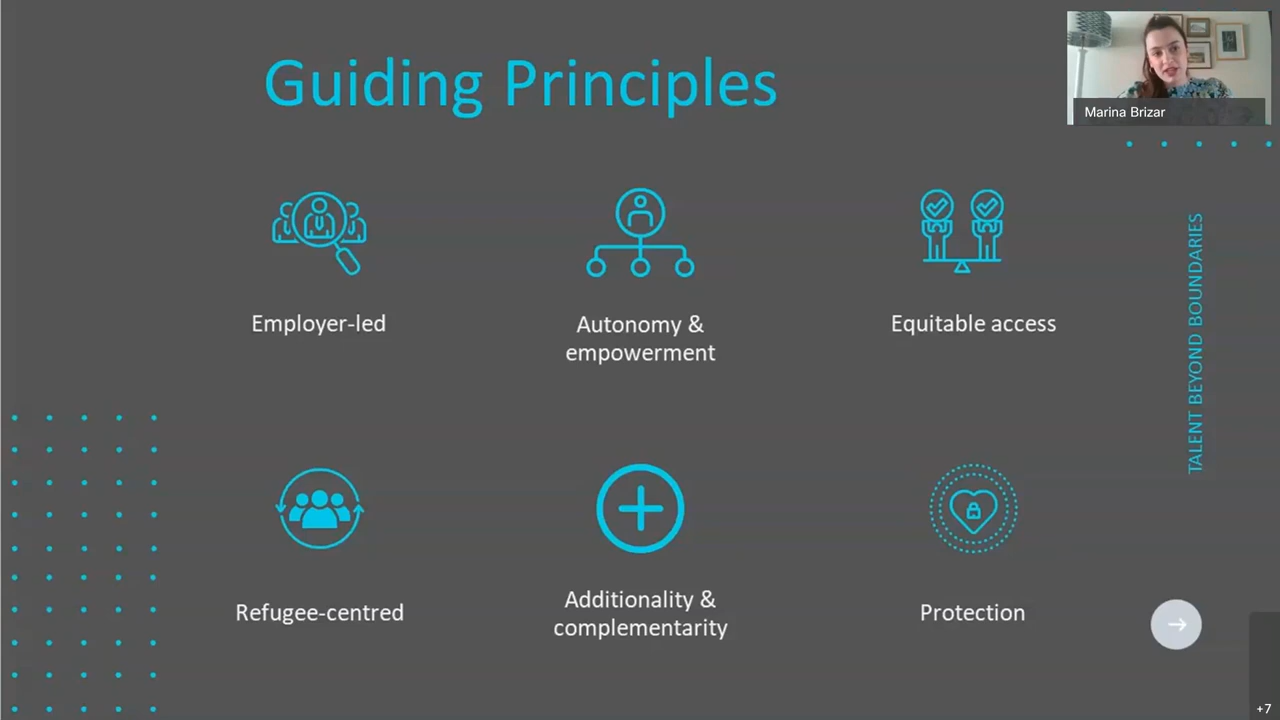 Guiding Principles
Marina Brizar
Employer-led
Autonomy &
empowerment
Equitable access
TALENT BEYOND BOUNDARIES
Refugee-centred
Additionality &
complementarity
Protection
+7